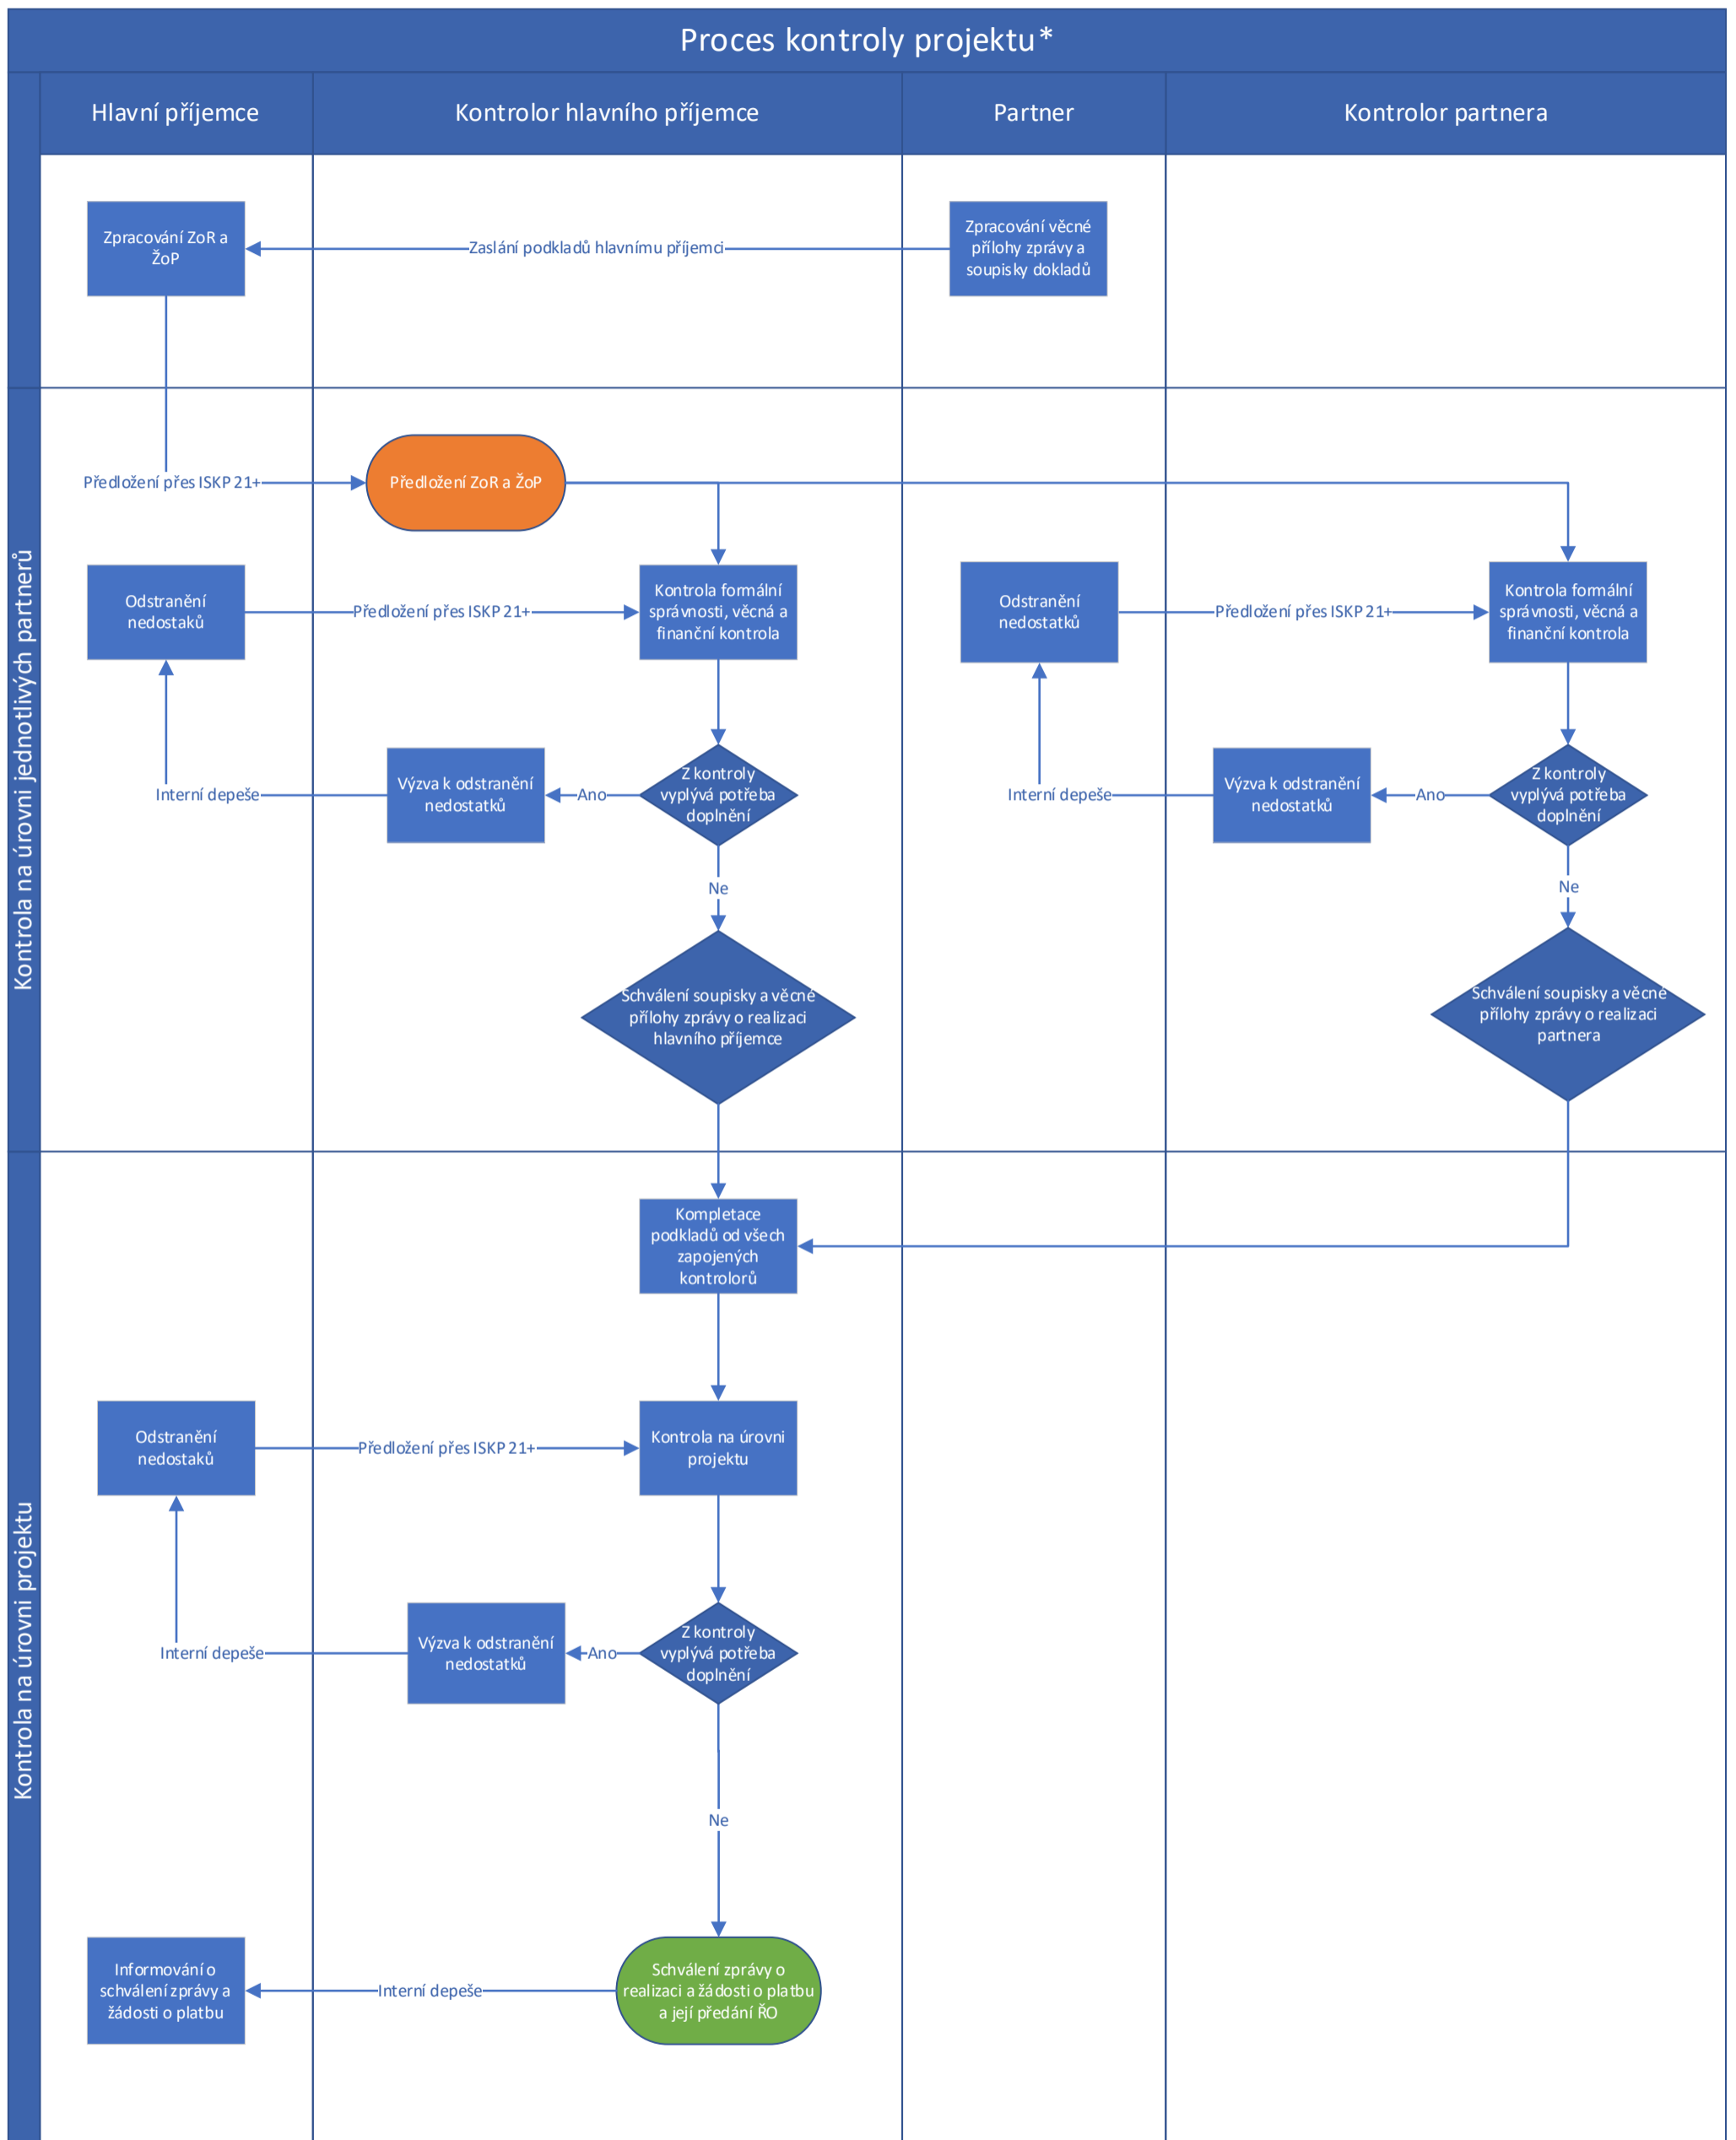 Proces kontroly projektu*
Hlavní příjemce
Kontrolor hlavního příjemce
Partner
Kontrolor partnera
Zpracování ZoR a
ŽoP
Zaslání podkladů hlavnímu příjemci
Zpracování věcné
přílohy zprávy a
soupisky dokladů
Kontrola na úrovni jednotlivých partnerů
Předložení přes ISKP 21+
Předložení ZoR a ŽoP
Odstranění
nedostaků
Předložení přes ISKP 21+
Kontrola formální
správnosti, věcná a
finanční kontrola
Odstranění
nedostatků
Předložení přes ISKP 21+
Kontrola formální
správnosti, věcná a
finanční kontrola
Interní depeše
Výzva k odstranění
nedostatků
Ano
Z kontroly
vyplývá potřeba
doplnění
Interní depeše
Výzva k odstranění
nedostatků
Ano
Z kontroly
vyplývá potřeba
doplnění
Ne
Ne
Schválení soupisky a věcné
přílohy zprávy o realizaci
hlavního příjemce
Schválení soupisky a věcné
přílohy zprávy o realizaci
partnera
Kontrola na úrovni projektu
Kompletace
podkladů od všech
zapojených
kontrolorů
Odstranění
nedostaků
Předložení přes ISKP 21+
Kontrola na úrovni
projektu
Interní depeše
Výzva k odstranění
nedostatků
Ano
Z kontroly
vyplývá potřeba
doplnění
Ne
Informování o
schválení zprávy a
žádosti o platbu
Interní depeše
Schválení zprávy o
realizaci a žádosti o platbu
a její předání ŘO